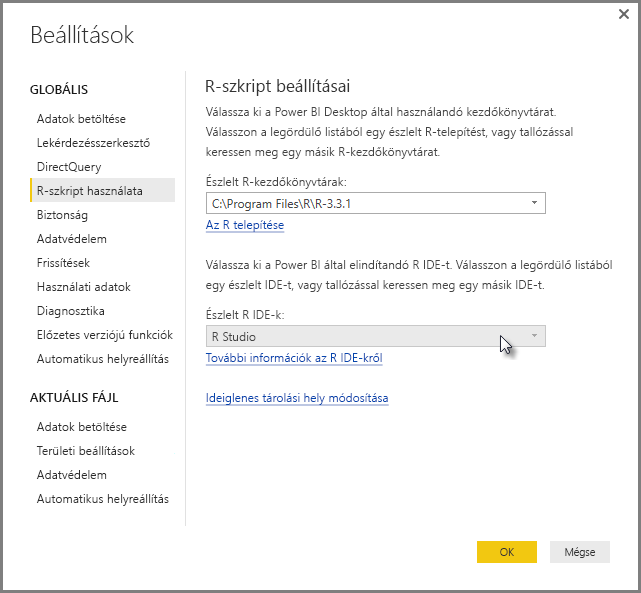 Beállítások
GLOBÁLIS
Adatok betöltése
Lekérdezésszerkesztő
DirectQuery
R-szkript használata
Biztonság
Adatvédelem
Frissítések
Használati adatok
Diagnosztika
Előzetes verziójú funkciók
Automatikus helyreállítás
AKTUÁLIS FÁJL
Adatok betöltése
Területi beállítások
Adatvédelem
Automatikus helyreállítás
R-szkript beállításai
Válassza ki a Power BI Desktop által használandó kezdőkönyvtárat.
Válasszon a legördülő listából egy észlelt R-telepítést, vagy tallózással
keressen meg egy másik R-kezdőkönyvtárat.
Észlelt R-kezdőkönyvtárak:
C:\Program Files\R\R-3.3.1
Az R telepítése
Válassza ki a Power BI által elindítandó R IDE-t. Válasszon a legördülő listából
egy észlelt IDE-t, vagy tallózással keressen meg egy másik IDE-t.
Észlelt R IDE-k:
R Studio
További információk az R IDE-kről
Ideiglenes tárolási hely módosítása
OK
Mégse